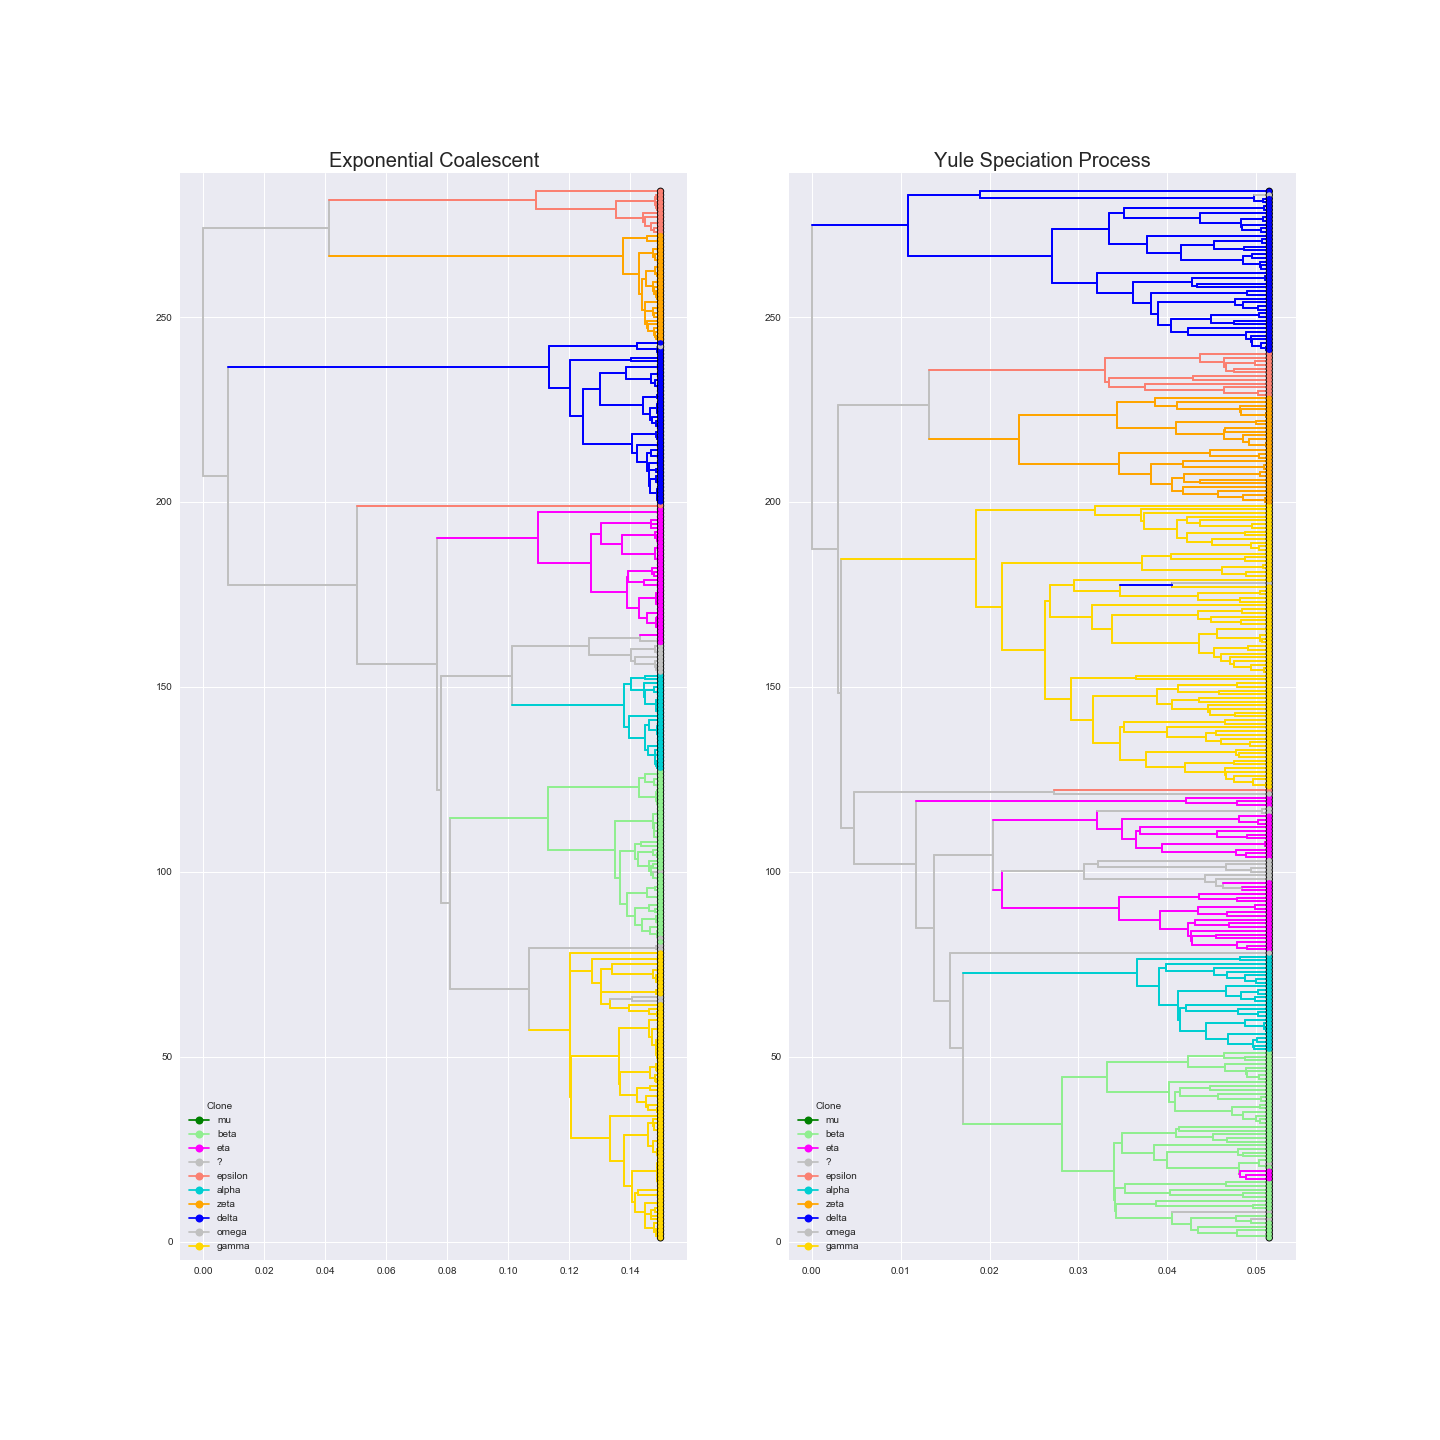 Exponential Coalescent
250
200
150
100
50
0
0.00 0.02 0.04 0.06 0.08 0.10 0.12 0.14
Clone
mu
beta
eta
?
epsilon
alpha
zeta
delta
omega
gamma
Yule Speciation Process
250
200
150
100
50
0
0.00 0.01 0.02 0.03 0.04 0.05
Clone
mu
beta
eta
?
epsilon
alpha
zeta
delta
omega
gamma